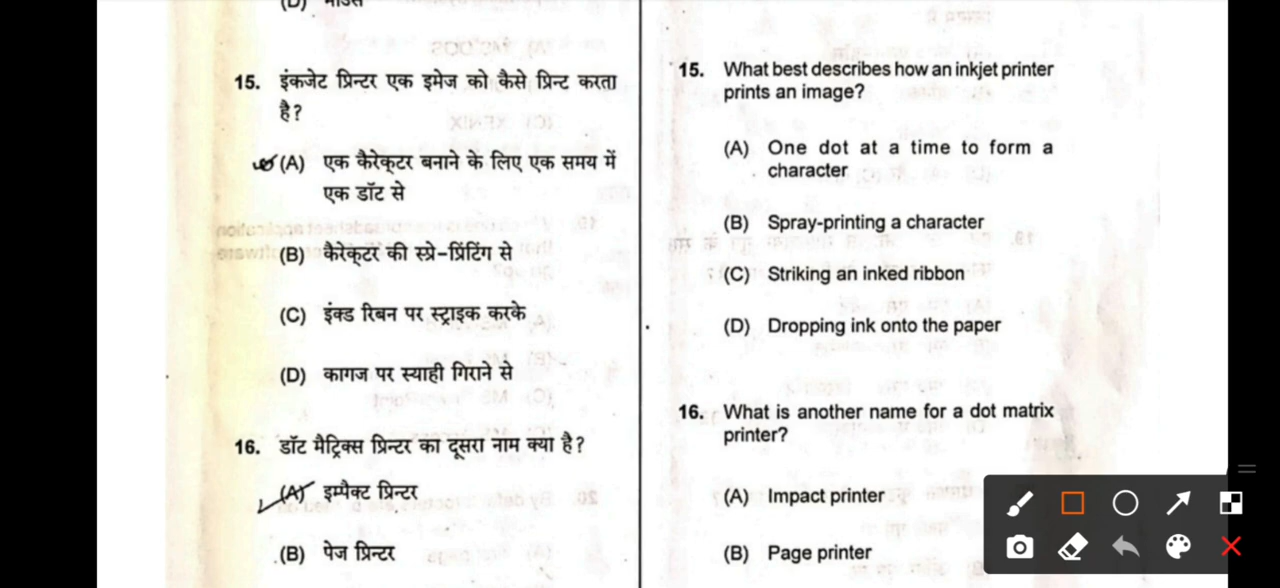 15. इंकजेट प्रिन्टर एक इमेज को कैसे प्रिन्ट करता
है?
(A) एक कैरेक्टर बनाने के लिए एक समय में
एक डॉट से
(B) कैरेक्टर की स्प्रे-प्रिंटिंग से
(C) इंक्ड रिबन पर स्ट्राइक करके
(D) कागज पर स्याही गिराने से
16. डॉट मैट्रिक्स प्रिन्टर का दूसरा नाम क्या है?
(A) इम्पैक्ट प्रिन्टर
(B) पेज प्रिन्टर
15. What best describes how an inkjet printer
prints an image?
(A) One dot at a time to form a
character
(B) Spray-printing a character
(C) Striking an inked ribbon
(D) Dropping ink onto the paper
16. What is another name for a dot matrix
printer?
(A) Impact printer
(B) Page printer